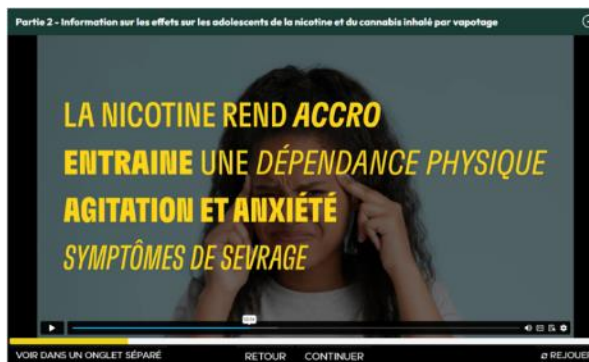 Partie 2 - Information sur les effets sur les adolescents de la nicotine et du cannabis inhalé par vapotage
LA NICOTINE REND ACCRO
ENTRAINE UNE DÉPENDANCE PHYSIQUE
AGITATION ET ANXIÉTÉ
SYMPTÔMES DE SEVRAGE
VOIR DANS UN ONGLET SÉPARÉ RETOUR CONTINUER REJOUER